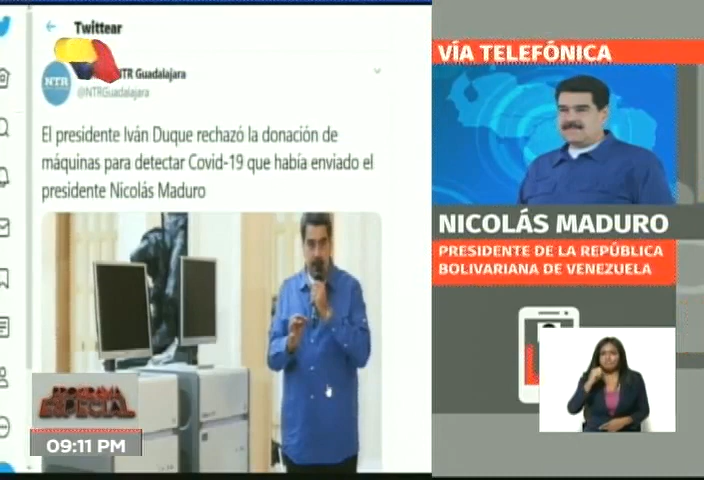 Twittear
NTR Guadalajara
NTR
@NTRGuadalajara
El presidente Iván Duque rechazó la donación de
máquinas para detectar Covid-19 que había enviado el
presidente Nicolás Maduro
VÍA TELEFÓNICA
NICOLÁS MADURO
PRESIDENTE DE LA REPÚBLICA
BOLIVARIANA DE VENEZUELA
PROGRAMA
ESPECIAL
09:11 PM